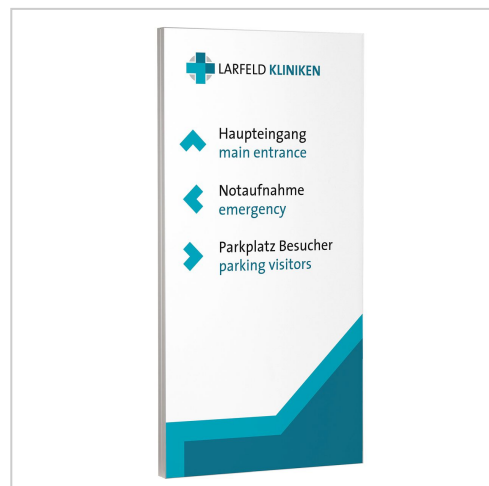 LARFELD KLINIKEN
Haupteingang
main entrance
Notaufnahme
emergency
Parkplatz Besucher
parking visitors